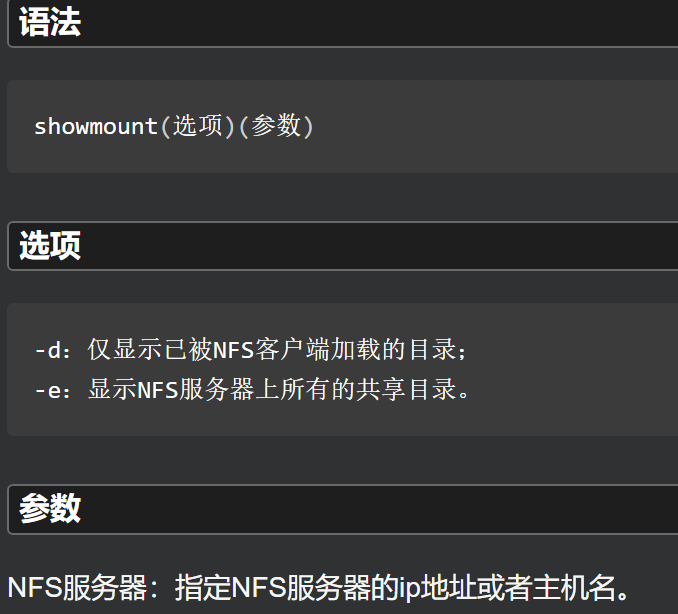 语法
showmount(选项)(参数)
选项
-d：仅显示已被NFS客户端加载的目录；
-e：显示NFS服务器上所有的共享目录。
参数
NFS服务器：指定NFS服务器的ip地址或者主机名。